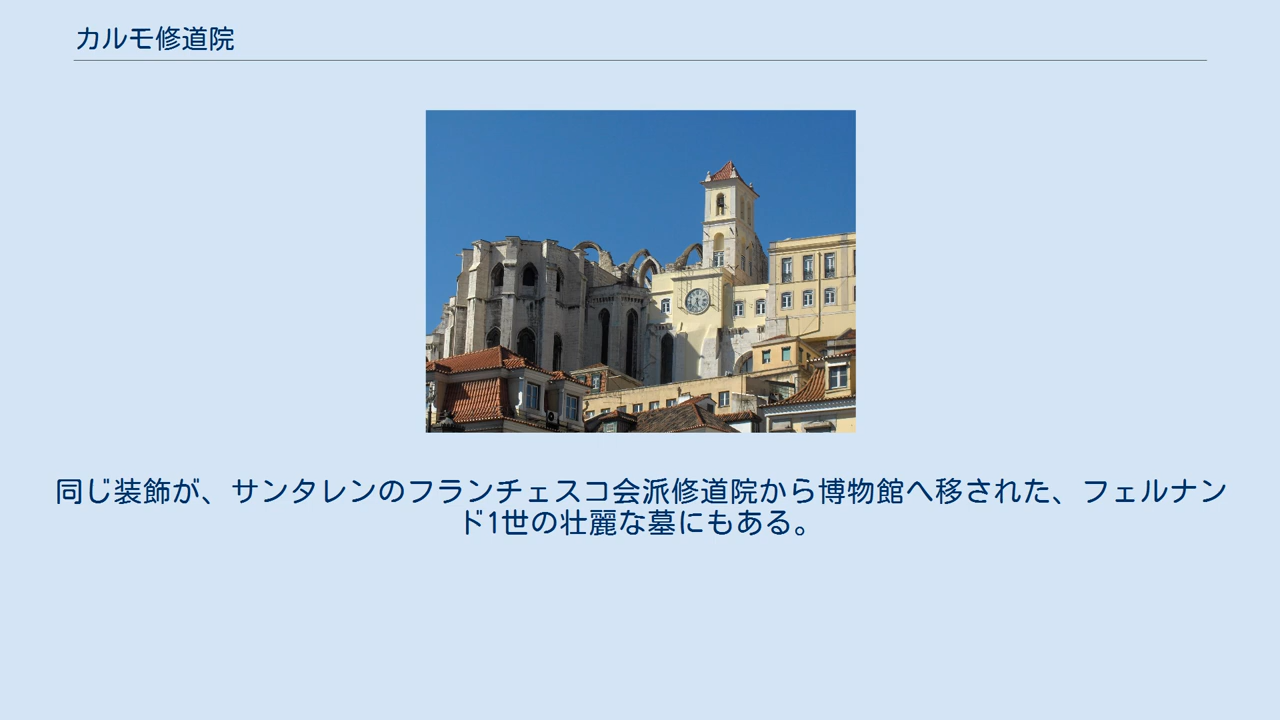 カルモ修道院
同じ装飾が、サンタレンのフランチェスコ会派修道院から博物館へ移された、フェルナン
ド1世の壮麗な墓にもある。